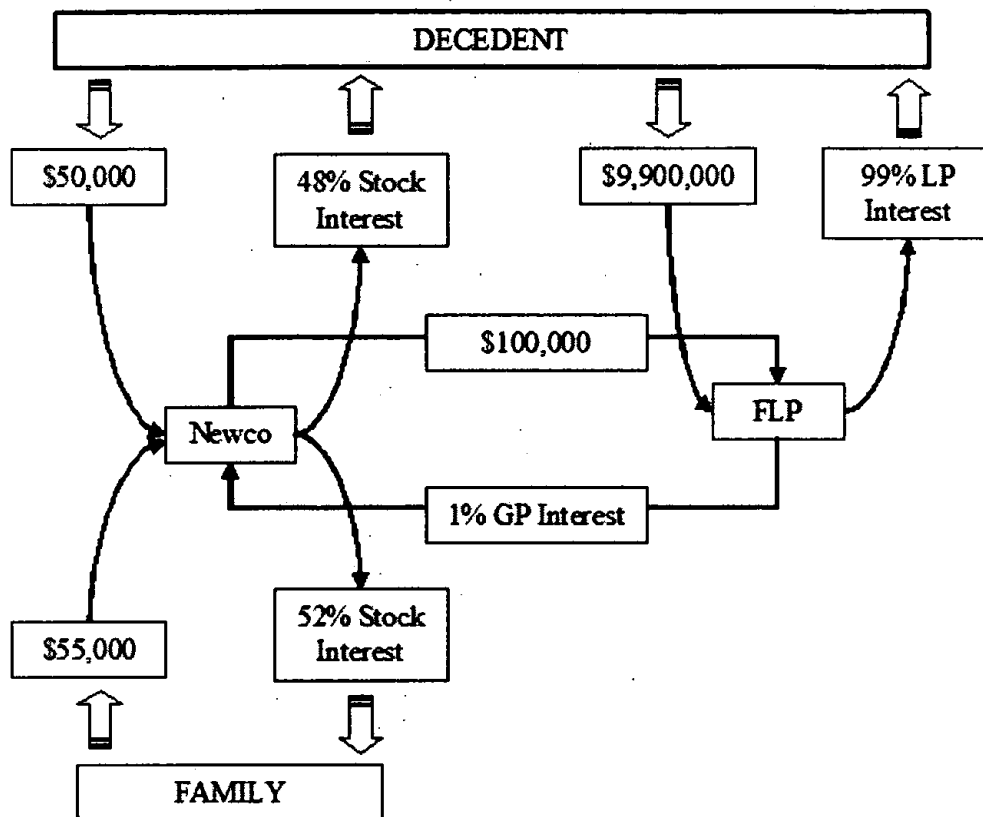 DECEDENT
$50,000
48% Stock
Interest
$9,900,000
99% LP
Interest
$100,000
Newco
FLP
1% GP Interest
$55,000
52% Stock
Interest
FAMILY